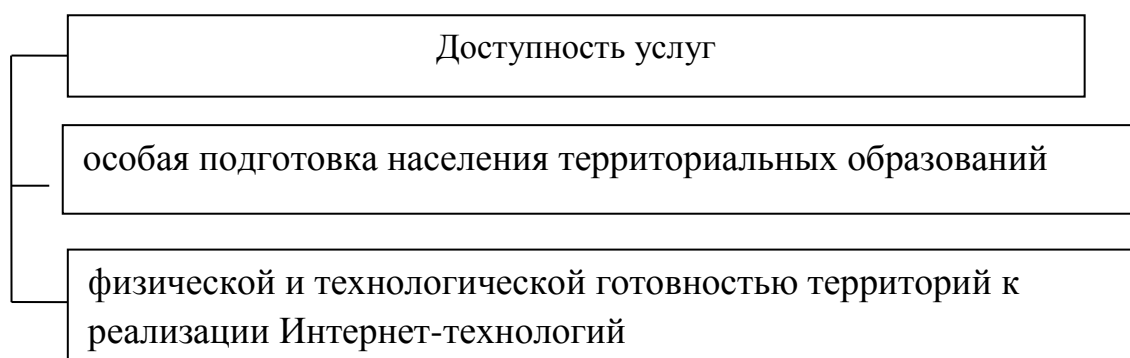 Доступность услуг
особая подготовка населения территориальных образований
физической и технологической готовностью территорий к
реализации Интернет-технологий